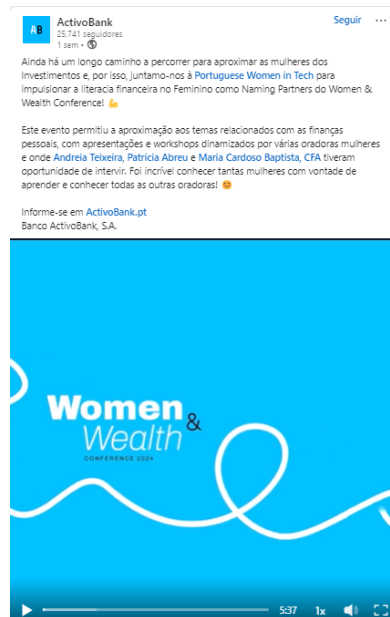 ActivoBank
Seguir ...
AB
25.741 seguidores
1 sem •
Ainda há um longo caminho a percorrer para aproximar as mulheres dos
Investimentos e, por isso, juntamo-nos à Portuguese Women in Tech para
impulsionar a literacia financeira no Feminino como Naming Partners do Women &
Wealth Conference! 💪
Este evento permitiu a aproximação aos temas relacionados com as finanças
pessoais, com apresentações e workshops dinamizados por várias oradoras mulheres
e onde Andreia Teixeira, Patricia Abreu e Maria Cardoso Baptista, CFA tiveram
oportunidade de intervir. Foi incrível conhecer tantas mulheres com vontade de
aprender e conhecer todas as outras oradoras! 😊
Informe-se em ActivoBank.pt
Banco ActivoBank, S.A.
Women &
Wealth
CONFERENCE 2024
5:37 1x